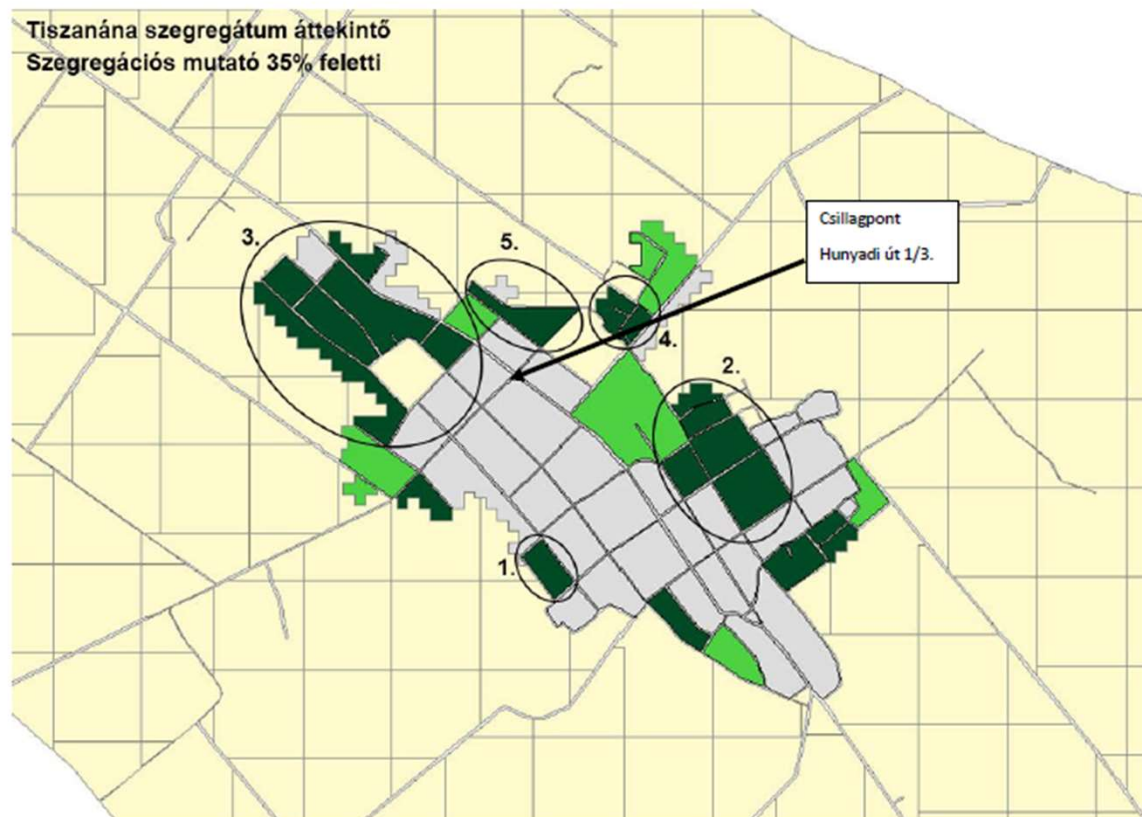 Tiszanána szegregátum áttekintő
Szegregációs mutató 35% feletti
Csillagpont
Hunyadi út 1/3.
3.
5.
4.
2.
1.